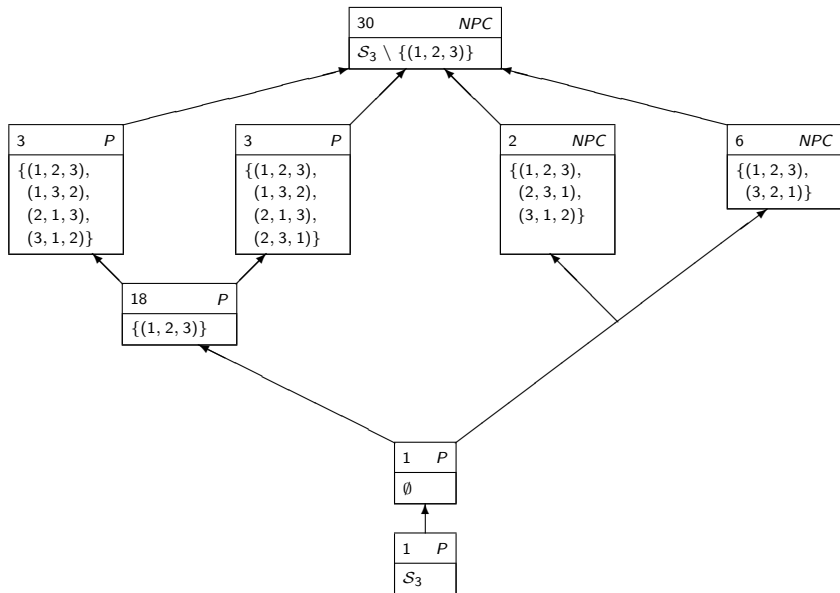 30 NPC
𝒮₃ \ {(1, 2, 3)}
3 P
{(1, 2, 3),
(1, 3, 2),
(2, 1, 3),
(3, 1, 2)}
3 P
{(1, 2, 3),
(1, 3, 2),
(2, 1, 3),
(2, 3, 1)}
2 NPC
{(1, 2, 3),
(2, 3, 1),
(3, 1, 2)}
6 NPC
{(1, 2, 3),
(3, 2, 1)}
18 P
{(1, 2, 3)}
1 P
∅
1 P
𝒮₃